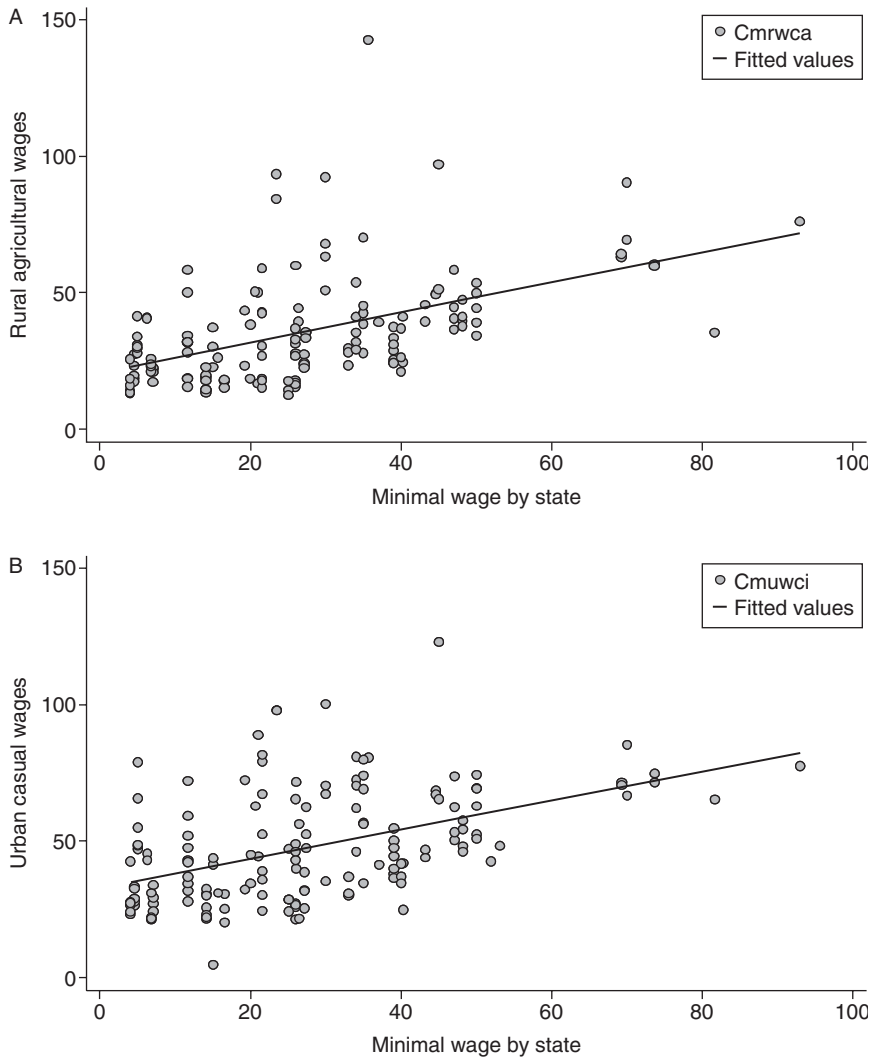 A
150
100
50
0
Rural agricultural wages
Cmrwca
Fitted values
0 20 40 60 80 100
Minimal wage by state
B
150
100
50
0
Urban casual wages
Cmuwci
Fitted values
0 20 40 60 80 100
Minimal wage by state